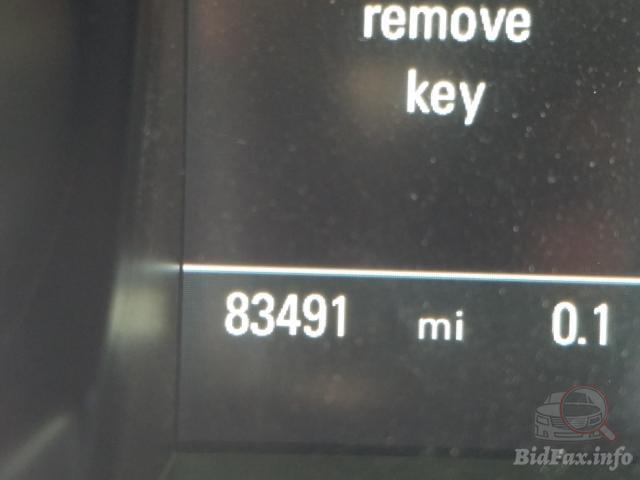 remove
key
83491 mi 0.1
BidFax.info